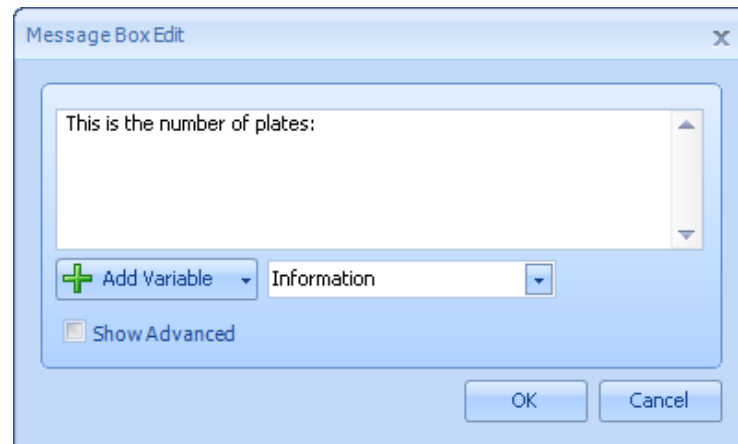 Message Box Edit
This is the number of plates:
Add Variable
Information
Show Advanced
OK
Cancel